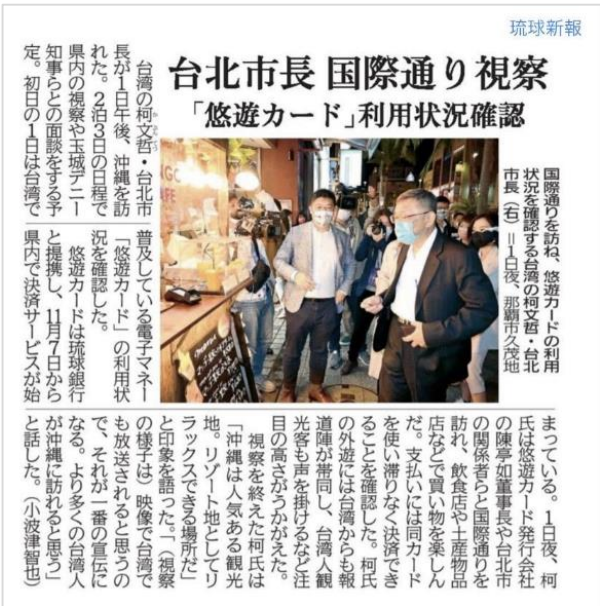 琉球新報
台北市長 国際通り視察
「悠遊カード」利用状況確認
国際通りを訪ね、悠遊カードの利用
状況を確認する台湾の柯文哲・台北
市長（右）＝1日夜、那覇市久茂地
台湾の柯文哲・台北市
長が1日午後、沖縄を訪
れた。2泊3日の日程で
県内の視察や玉城デニー
知事らとの面談をする予
定。初日の1日は台湾で
普及している電子マネー
「悠遊カード」の利用状
況を確認した。
悠遊カードは琉球銀行
と提携し、11月7日から
県内で決済サービスが始
まっている。1日夜、柯
氏は悠遊カード発行会社
の陳亭如董事長や台北市
の関係者らと国際通りを
訪れ、飲食店や土産物品
店などで買い物を楽しん
だ。支払いには同カード
を使い滞りなく決済でき
ることを確認した。柯氏
の外遊には台湾からも報
道陣が帯同し、台湾人観
光客も声を掛けるなど注
目の高さがうかがえた。
視察を終えた柯氏は
「沖縄は人気ある観光
地。リゾート地としてリ
ラックスできる場所だ」
と印象を語った。「（視察
の様子は）映像で台湾で
も放送されると思うの
で、それが一番の宣伝に
なる。より多くの台湾人
が沖縄に訪れると思う」
と話した。（小波津智也）